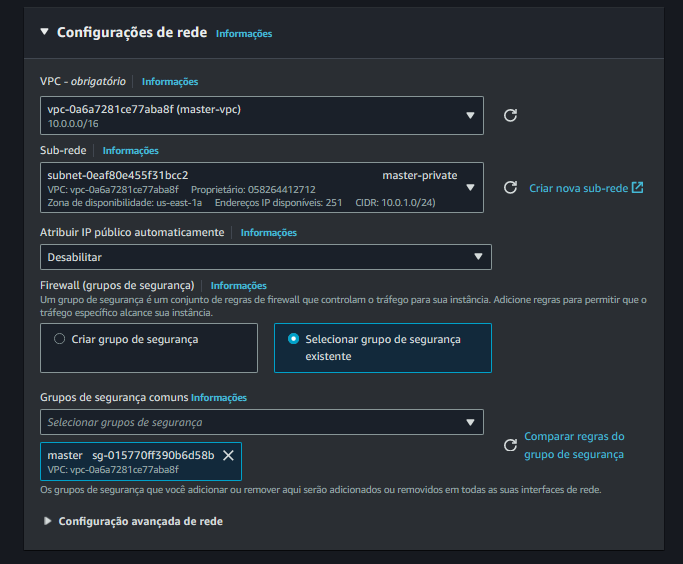 Configurações de rede Informações
VPC - obrigatório Informações
vpc-0a6a7281ce77aba8f (master-vpc)
10.0.0.0/16
Sub-rede Informações
subnet-0eaf80e455f31bcc2 master-private
VPC: vpc-0a6a7281ce77aba8f Proprietário: 058264412712
Zona de disponibilidade: us-east-1a Endereços IP disponíveis: 251 CIDR: 10.0.1.0/24)
Criar nova sub-rede
Atribuir IP público automaticamente Informações
Desabilitar
Firewall (grupos de segurança) Informações
Um grupo de segurança é um conjunto de regras de firewall que controlam o tráfego para sua instância. Adicione regras para permitir que o
tráfego específico alcance sua instância.
Criar grupo de segurança
Selecionar grupo de segurança
existente
Grupos de segurança comuns Informações
Selecionar grupos de segurança
master sg-015770ff390b6d58b
VPC: vpc-0a6a7281ce77aba8f
Comparar regras do
grupo de segurança
Os grupos de segurança que você adicionar ou remover aqui serão adicionados ou removidos em todas as suas interfaces de rede.
Configuração avançada de rede